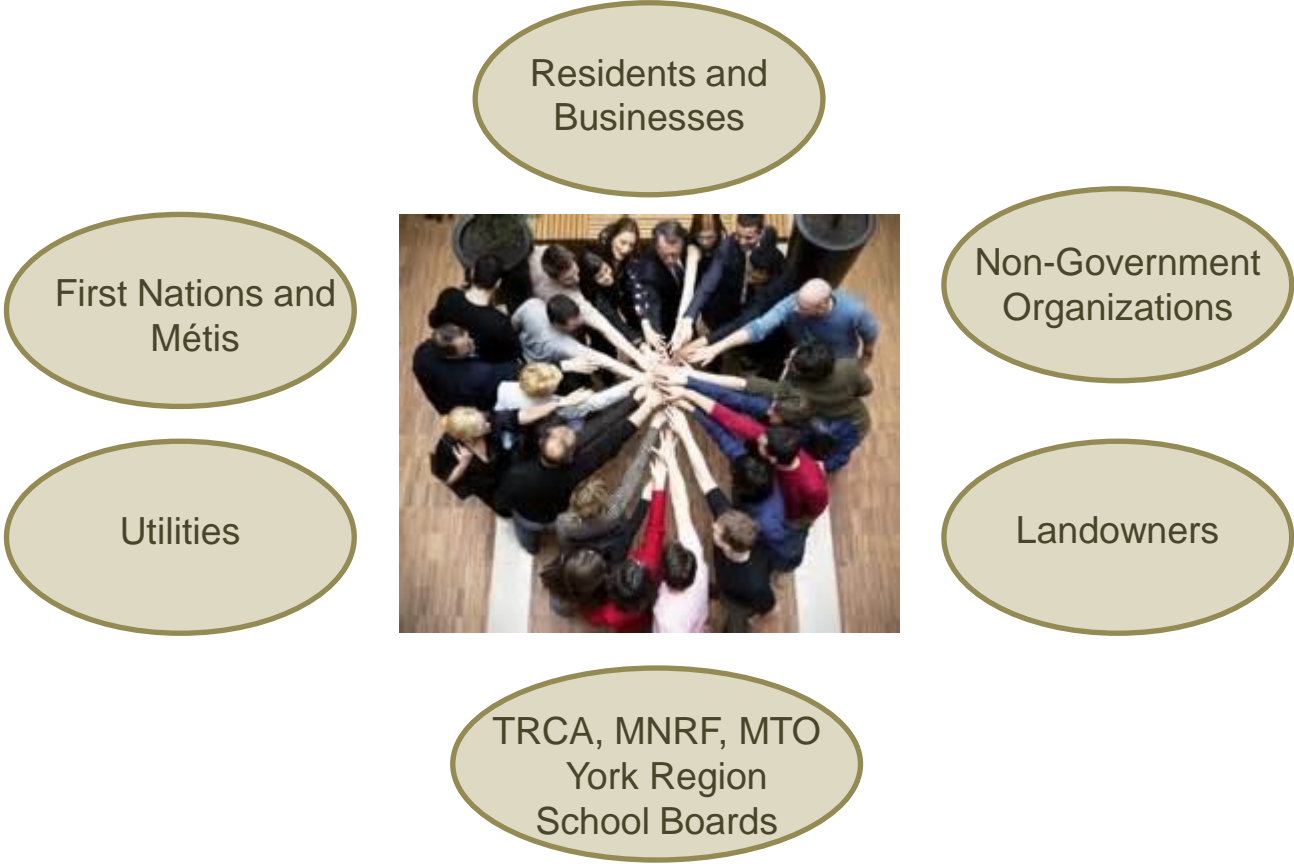 Residents and
Businesses
First Nations and
Métis
Non-Government
Organizations
Utilities
Landowners
TRCA, MNRF, MTO
York Region
School Boards